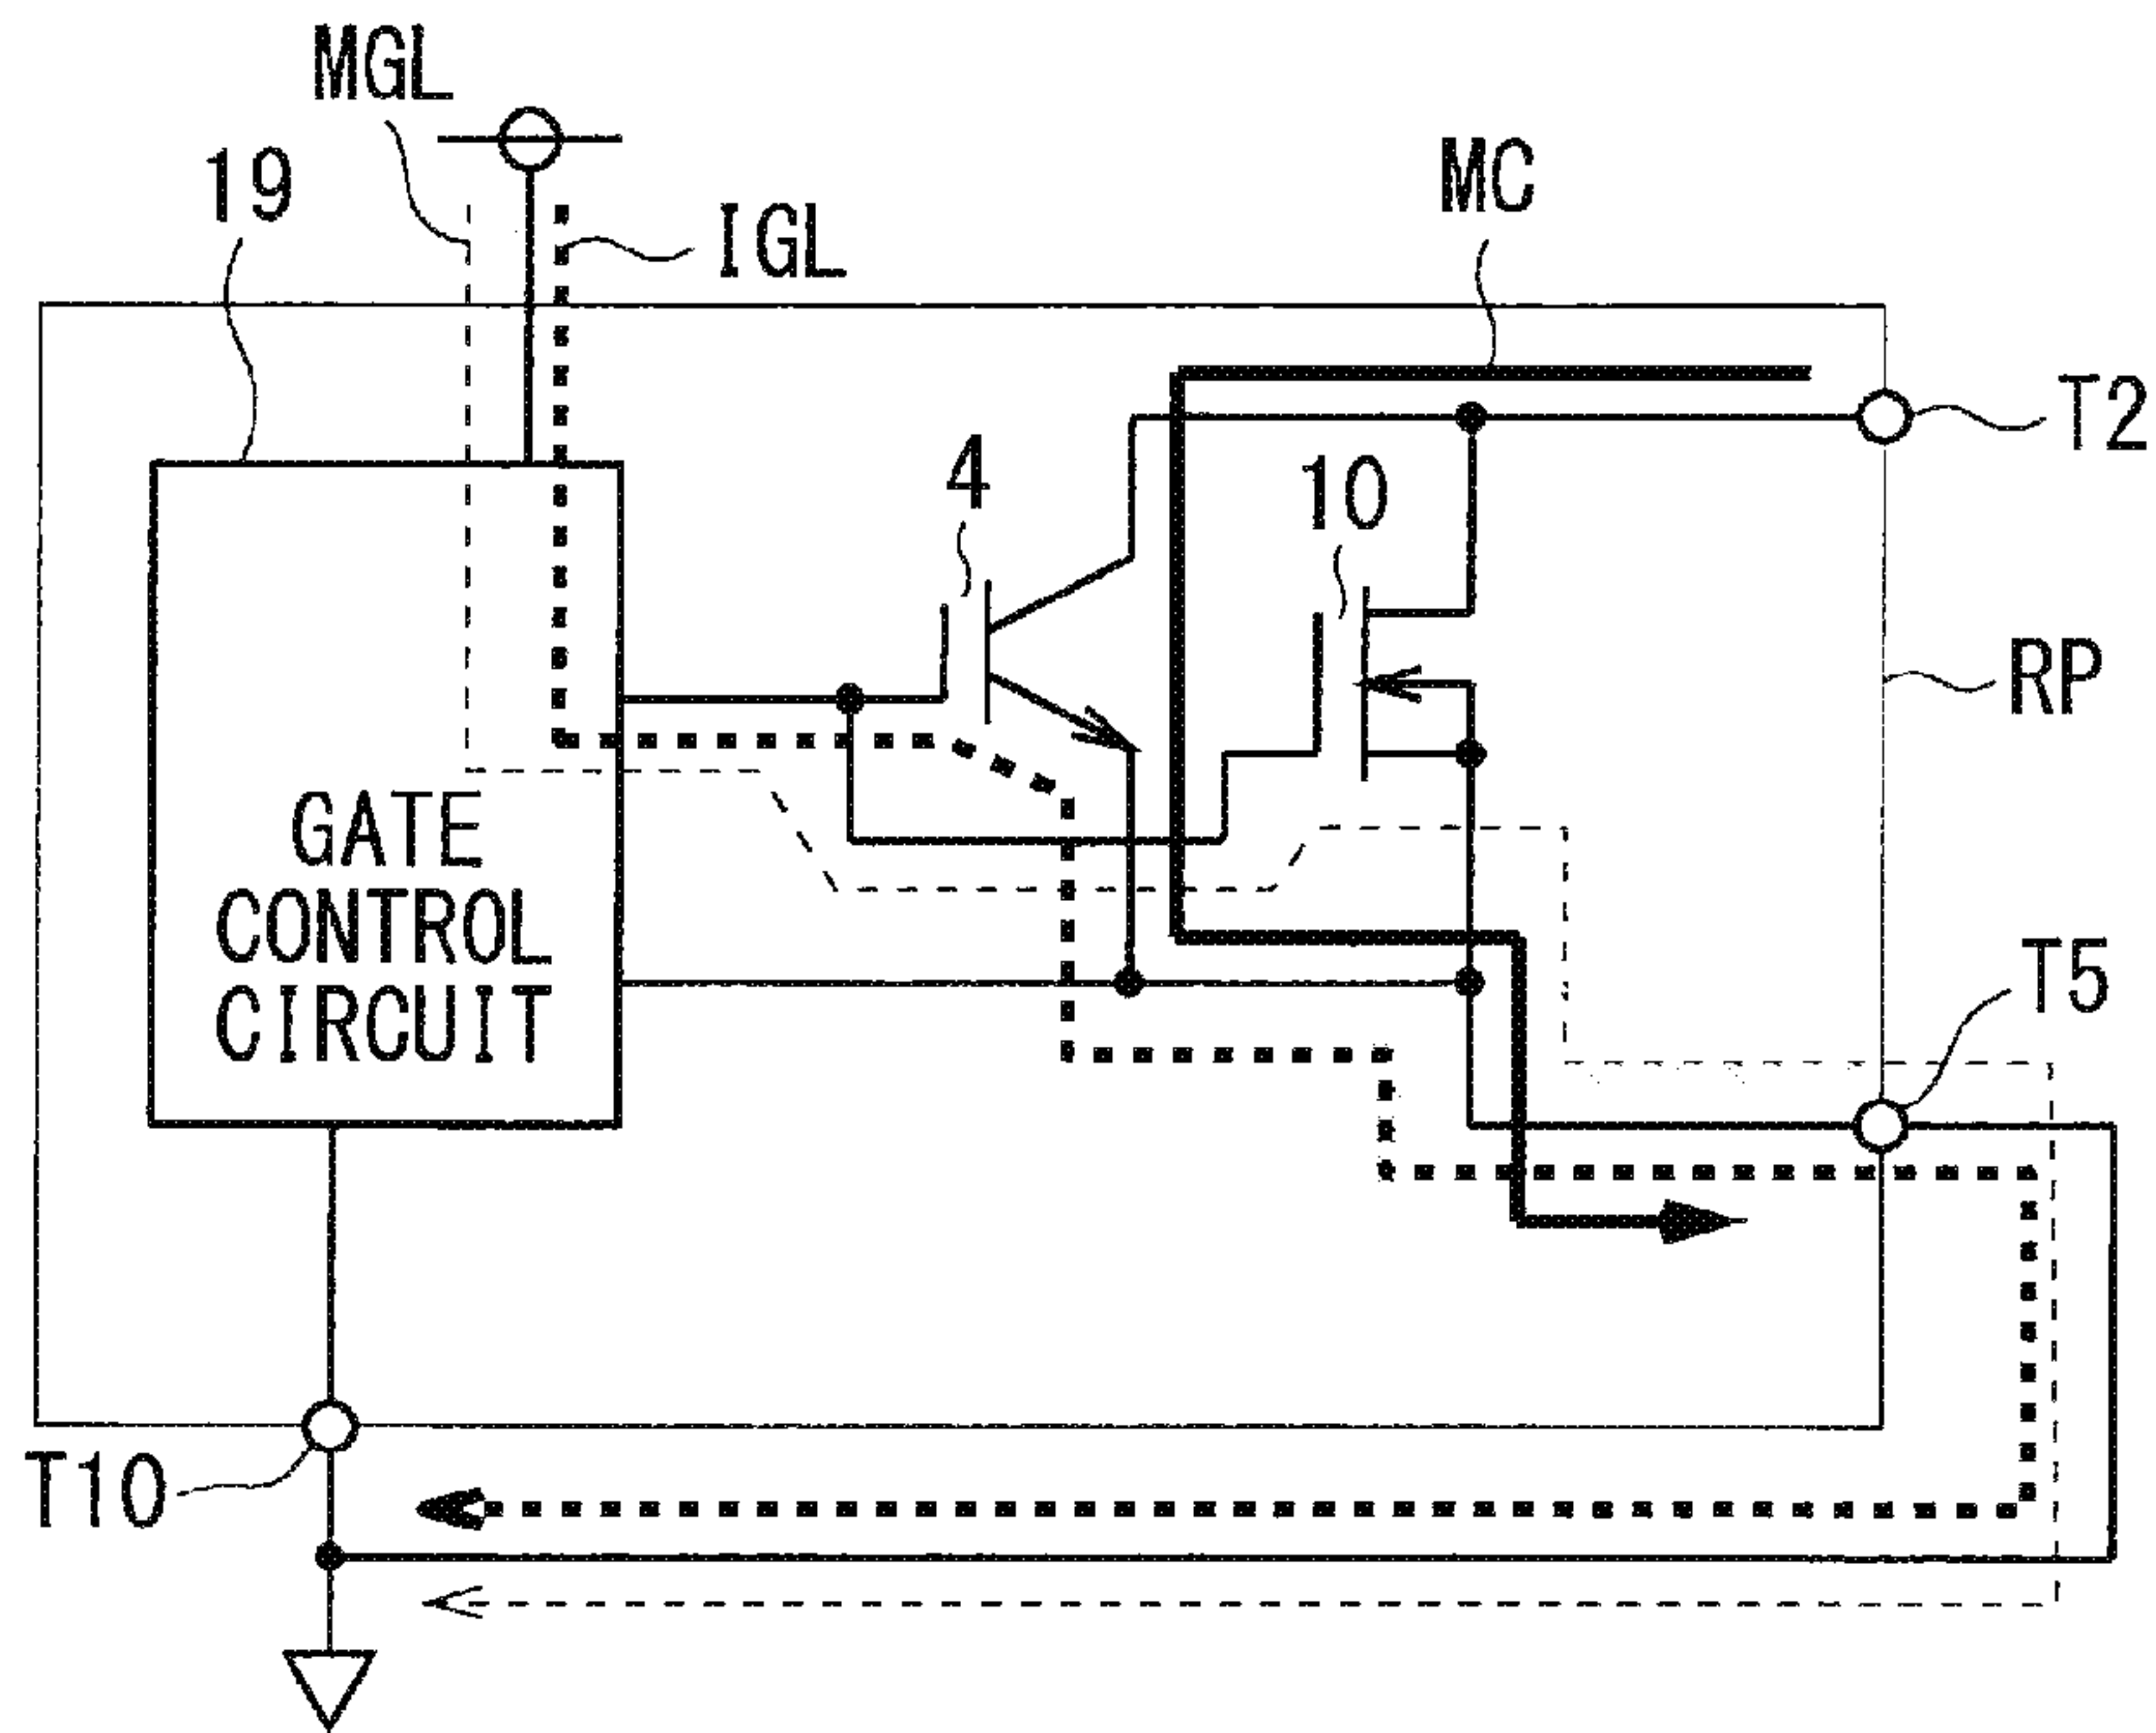 MGL
19
IGL
MC
T2
4
10
RP
GATE
CONTROL
CIRCUIT
T5
T10